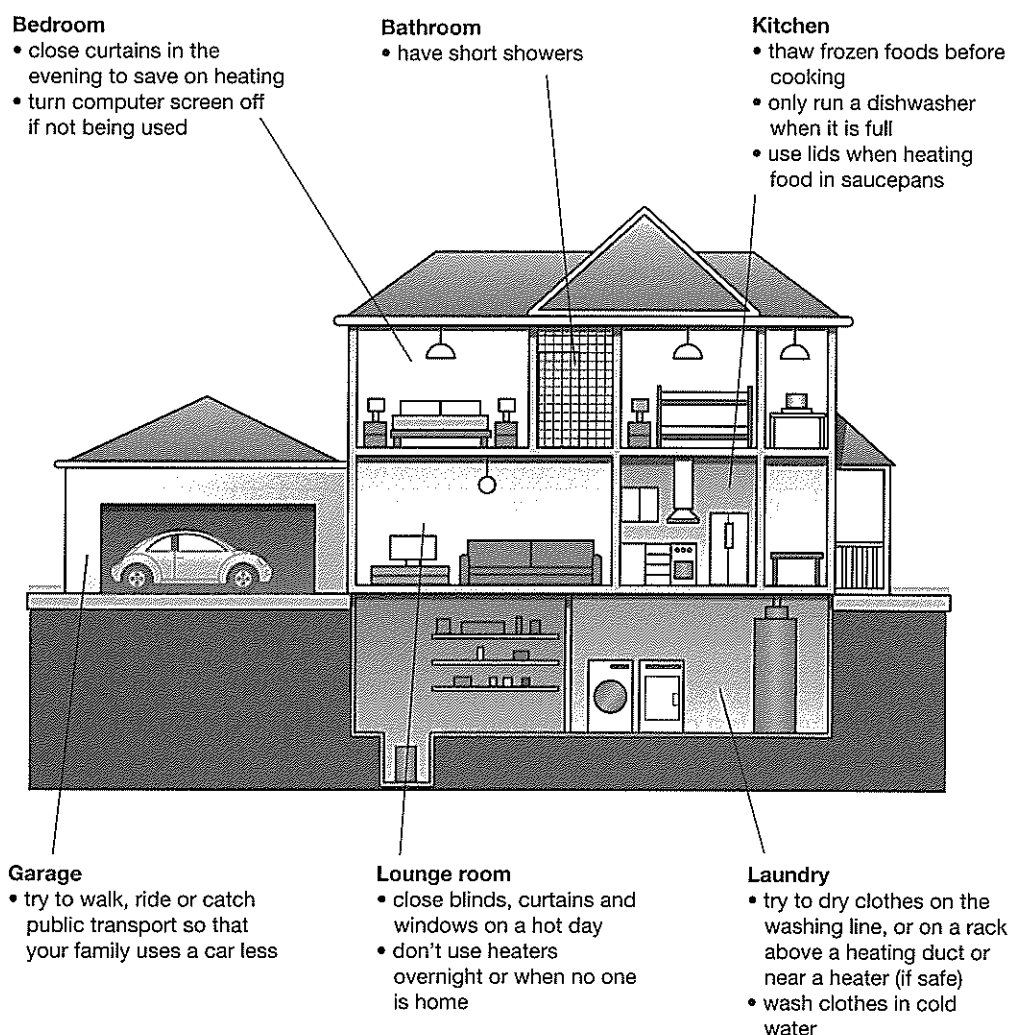 Bedroom
• close curtains in the
evening to save on heating
• turn computer screen off
if not being used
Bathroom
• have short showers
Kitchen
• thaw frozen foods before
cooking
• only run a dishwasher
when it is full
• use lids when heating
food in saucepans
Garage
• try to walk, ride or catch
public transport so that
your family uses a car less
Lounge room
• close blinds, curtains and
windows on a hot day
• don't use heaters
overnight or when no one
is home
Laundry
• try to dry clothes on the
washing line, or on a rack
above a heating duct or
near a heater (if safe)
• wash clothes in cold
water